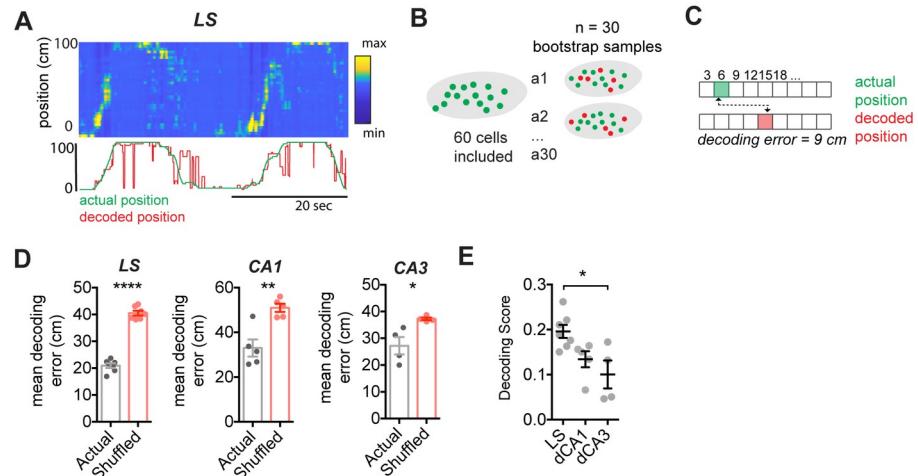 A
LS
position (cm)
100
0
max
min
100
0
actual position
decoded position
20 sec
B
n = 30
bootstrap samples
60 cells
included
a1
a2
...
a30
C
3 6 9 12 15 18 ...
actual
position
decoded
position
decoding error = 9 cm
D
LS
****
mean decoding
error (cm)
50
40
30
20
10
0
Actual
Shuffled
CA1
**
mean decoding
error (cm)
60
40
20
0
Actual
Shuffled
CA3
*
mean decoding
error (cm)
50
40
30
20
10
0
Actual
Shuffled
E
*
Decoding Score
0.3
0.2
0.1
0.0
LS
dCA1
dCA3